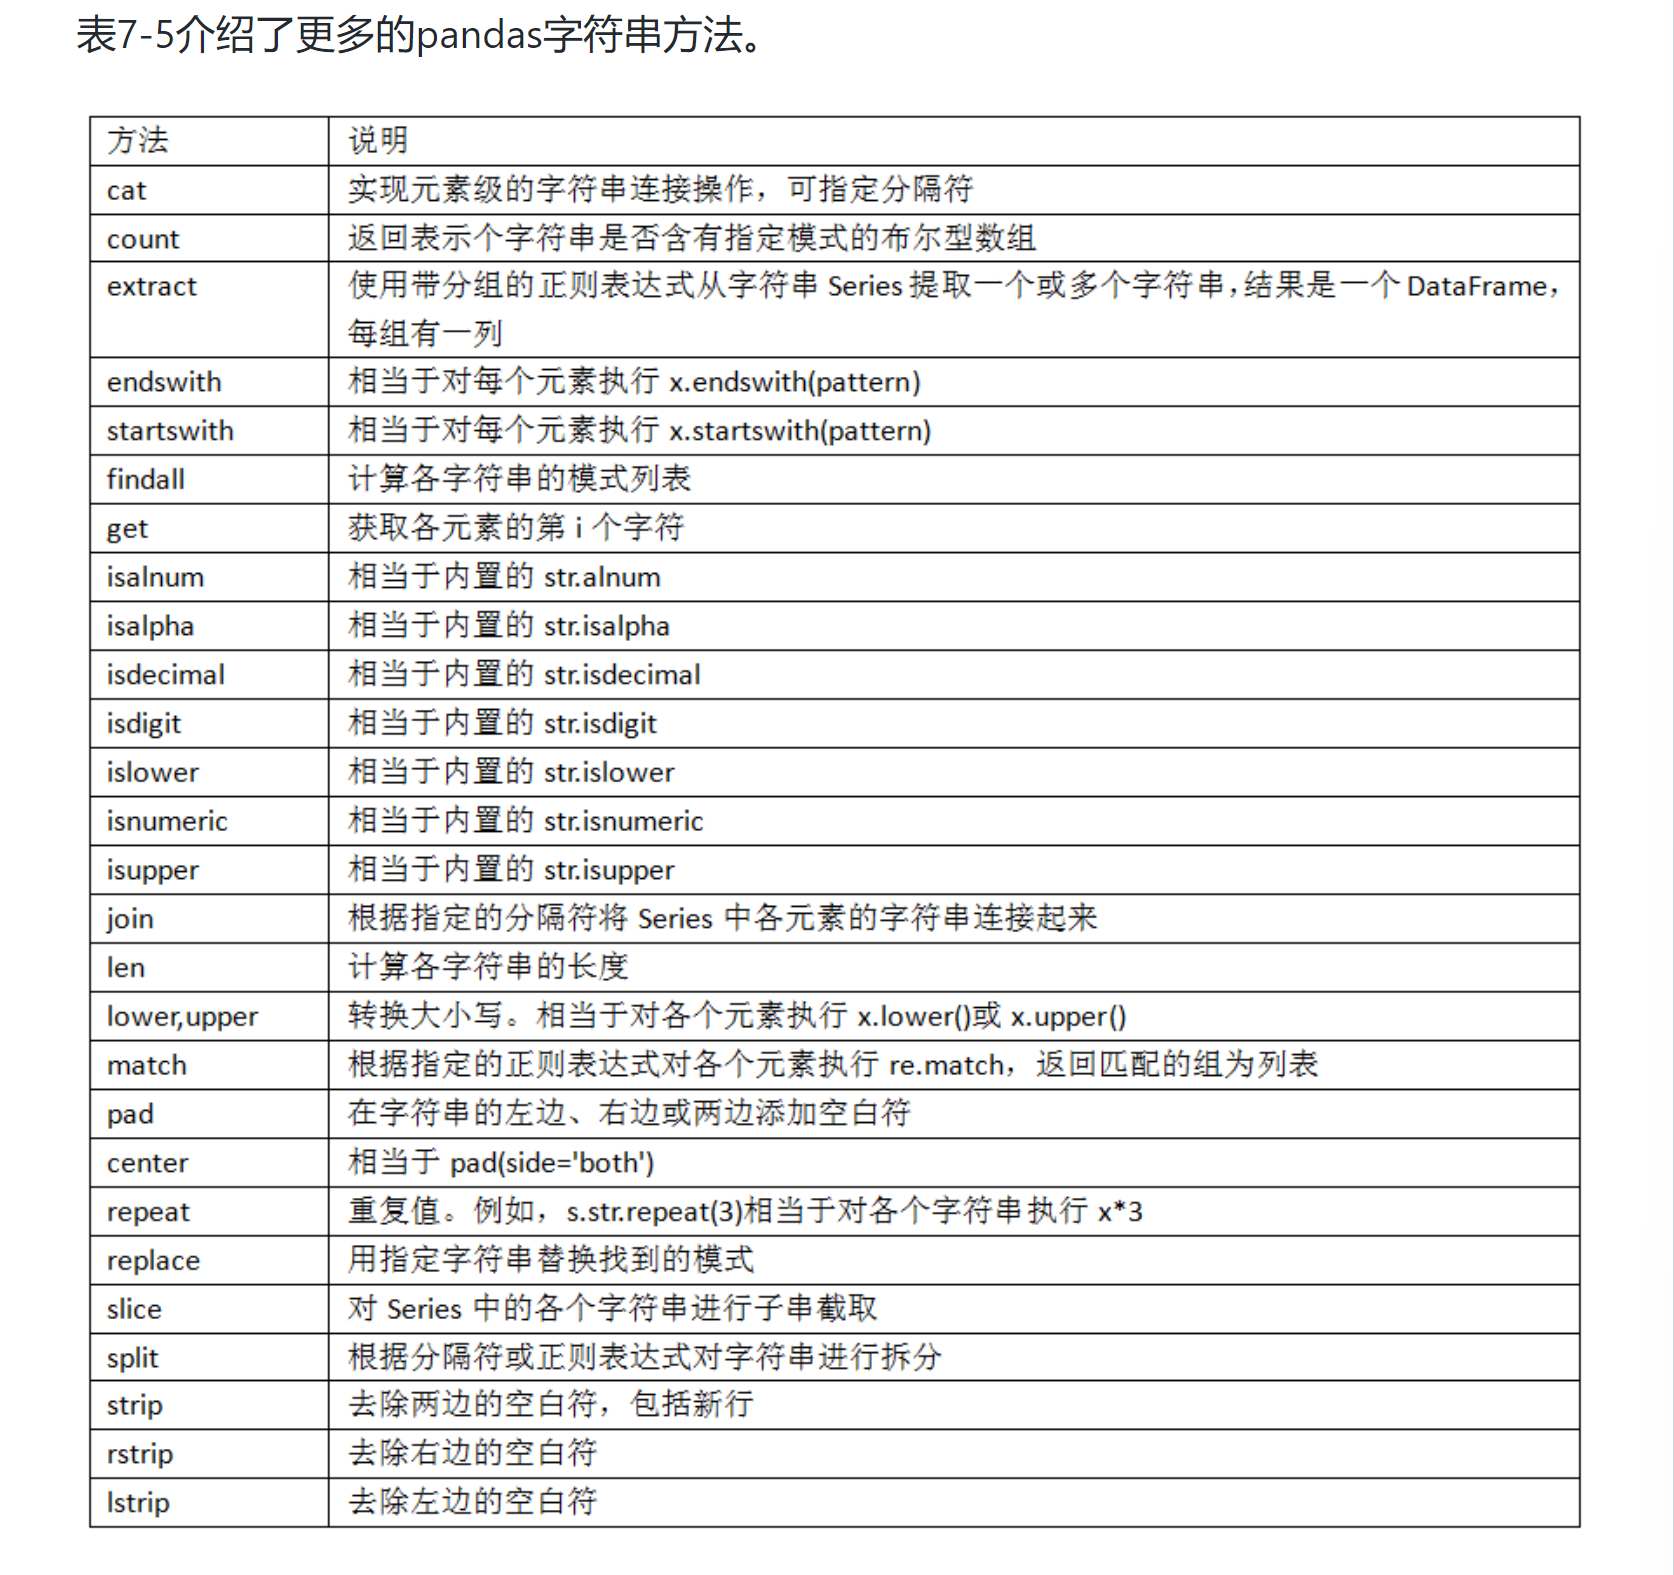 表7-5介绍了更多的pandas字符串方法。
方法 说明
cat 实现元素级的字符串连接操作，可指定分隔符
count 返回表示个字符串是否含有指定模式的布尔型数组
extract 使用带分组的正则表达式从字符串 Series 提取一个或多个字符串，结果是一个 DataFrame，
每组有一列
endswith 相当于对每个元素执行 x.endswith(pattern)
startswith 相当于对每个元素执行 x.startswith(pattern)
findall 计算各字符串的模式列表
get 获取各元素的第 i 个字符
isalnum 相当于内置的 str.alnum
isalpha 相当于内置的 str.isalpha
isdecimal 相当于内置的 str.isdecimal
isdigit 相当于内置的 str.isdigit
islower 相当于内置的 str.islower
isnumeric 相当于内置的 str.isnumeric
isupper 相当于内置的 str.isupper
join 根据指定的分隔符将 Series 中各元素的字符串连接起来
len 计算各字符串的长度
lower,upper 转换大小写。相当于对各个元素执行 x.lower()或 x.upper()
match 根据指定的正则表达式对各个元素执行 re.match，返回匹配的组为列表
pad 在字符串的左边、右边或两边添加空白符
center 相当于 pad(side='both')
repeat 重复值。例如，s.str.repeat(3)相当于对各个字符串执行 x*3
replace 用指定字符串替换找到的模式
slice 对 Series 中的各个字符串进行子串截取
split 根据分隔符或正则表达式对字符串进行拆分
strip 去除两边的空白符，包括新行
rstrip 去除右边的空白符
lstrip 去除左边的空白符